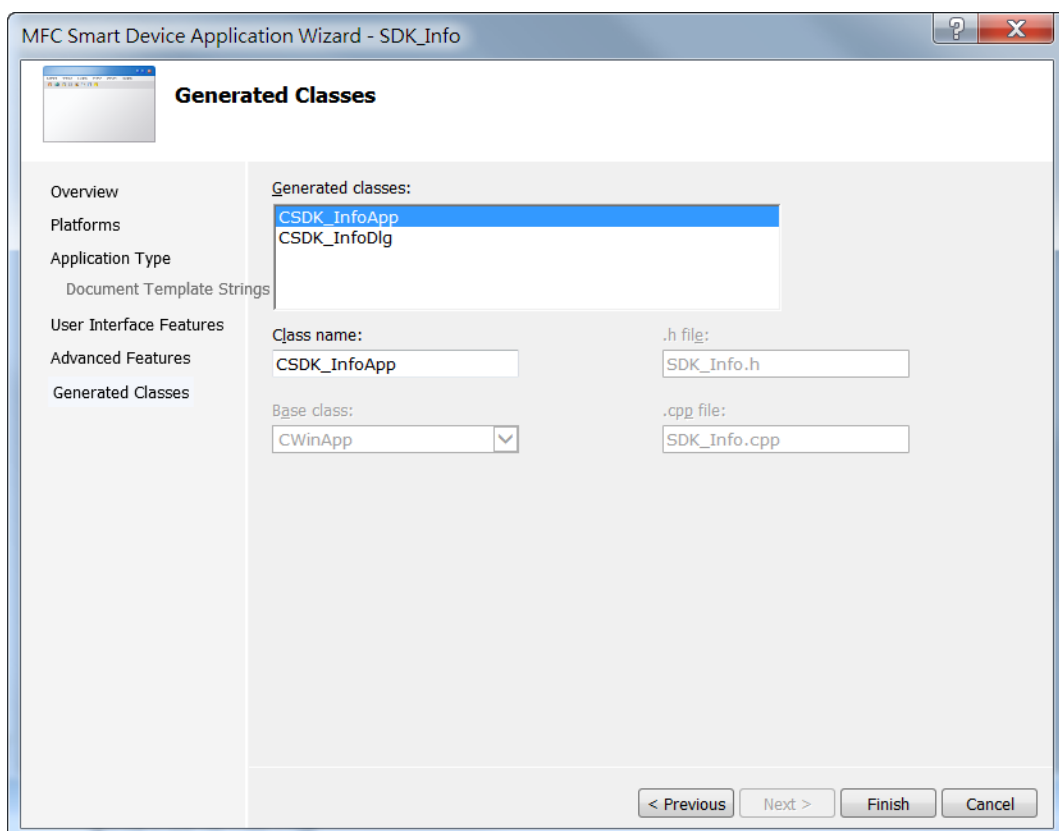 MFC Smart Device Application Wizard - SDK_Info
Generated Classes
Overview
Platforms
Application Type
Document Template Strings
User Interface Features
Advanced Features
Generated Classes
Generated classes:
CSDK_InfoApp
CSDK_InfoDlg
Class name:
.h file:
CSDK_InfoApp
SDK_Info.h
Base class:
.cpp file:
CWinApp
SDK_Info.cpp
< Previous
Next >
Finish
Cancel